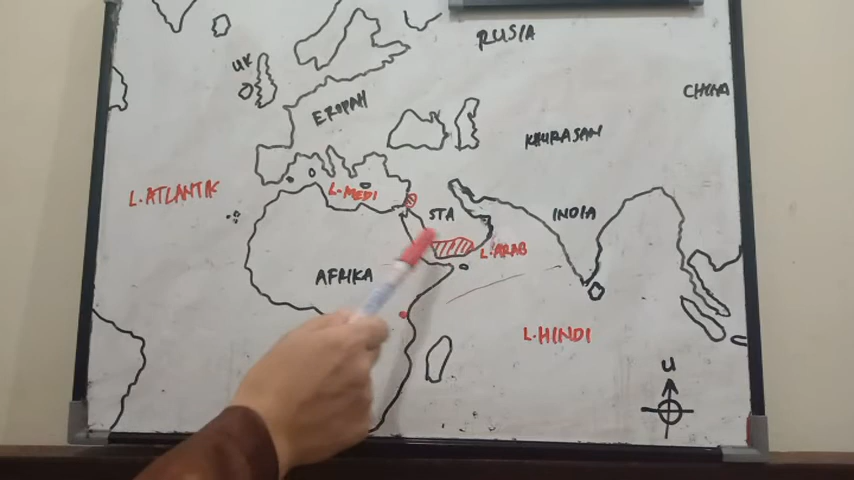 RUSIA
UK
CHINA
EROPAH
KHURASAN
L.ATLANTIK
L.MEDI
STA
INDIA
L.ARAB
AFRIKA
L.HINDI
U